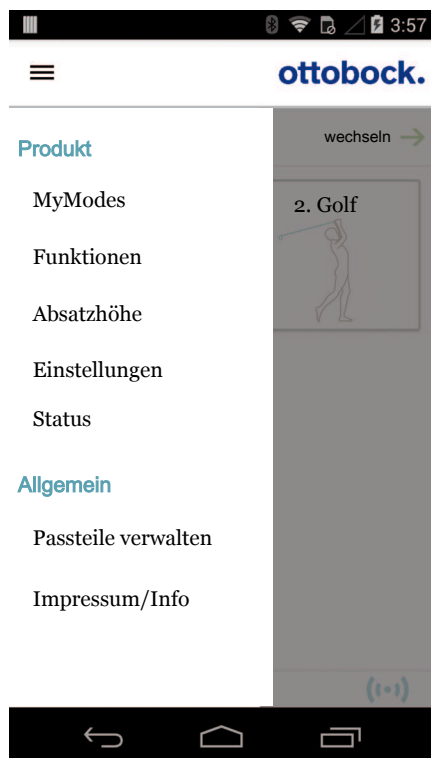 3:57
ottobock.
Produkt
wechseln
MyModes
2. Golf
Funktionen
Absatzhöhe
Einstellungen
Status
Allgemein
Passteile verwalten
Impressum/Info